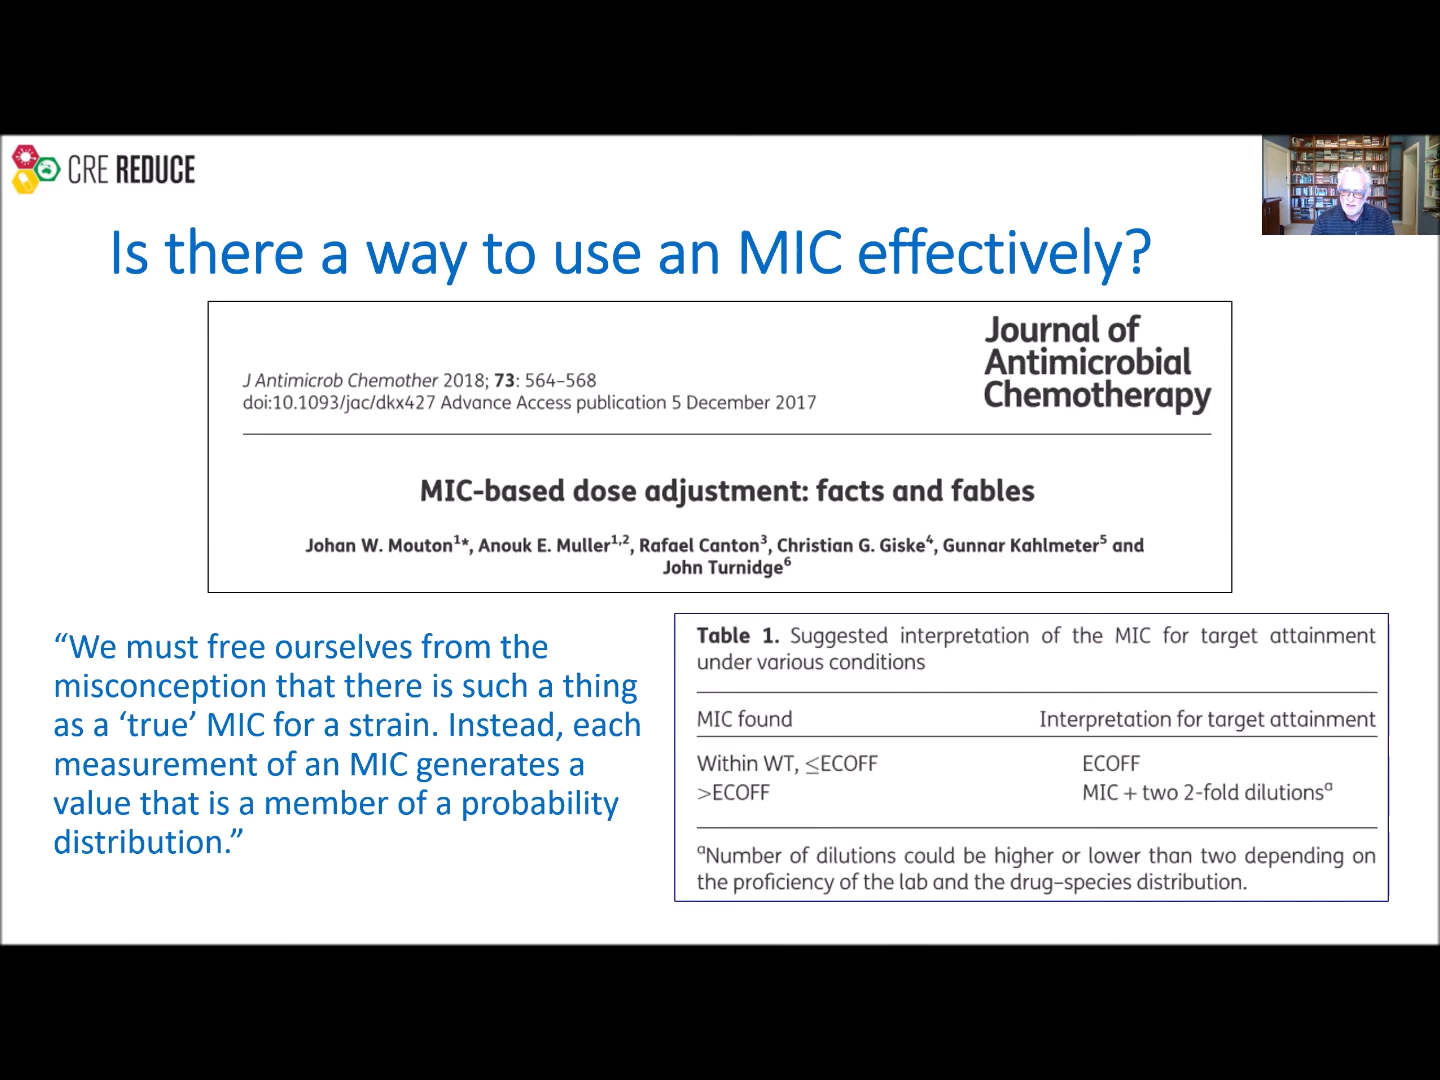 CRE REDUCE
Is there a way to use an MIC effectively?
Journal of
Antimicrobial
Chemotherapy
J Antimicrob Chemother 2018; 73: 564–568
doi:10.1093/jac/dkx427 Advance Access publication 5 December 2017
MIC-based dose adjustment: facts and fables
Johan W. Mouton1*, Anouk E. Muller1,2, Rafael Canton3, Christian G. Giske4, Gunnar Kahlmeter5 and
John Turnidge6
“We must free ourselves from the
misconception that there is such a thing
as a ‘true’ MIC for a strain. Instead, each
measurement of an MIC generates a
value that is a member of a probability
distribution.”
Table 1. Suggested interpretation of the MIC for target attainment
under various conditions
MIC found Interpretation for target attainment
Within WT, ≤ECOFF ECOFF
>ECOFF MIC + two 2-fold dilutionsa
aNumber of dilutions could be higher or lower than two depending on
the proficiency of the lab and the drug–species distribution.